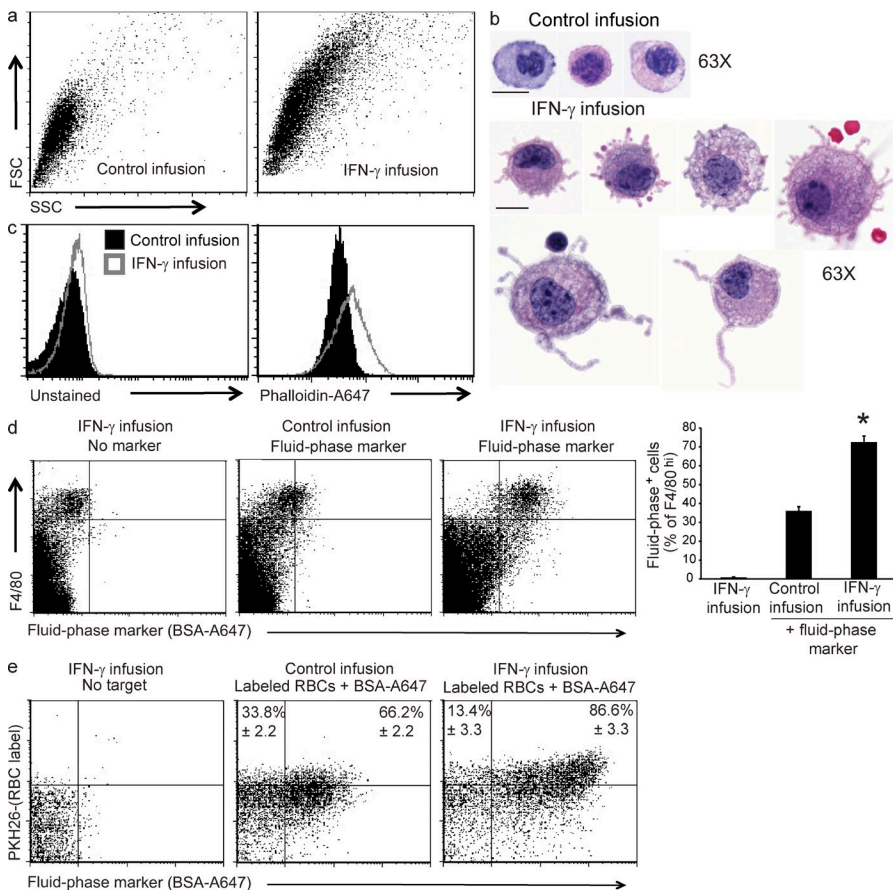 a
FSC
Control infusion
SSC
IFN-γ infusion
b
Control infusion
63X
IFN-γ infusion
63X
c
Control infusion
IFN-γ infusion
Unstained
Phalloidin-A647
d
IFN-γ infusion
No marker
Control infusion
Fluid-phase marker
IFN-γ infusion
Fluid-phase marker
F4/80
Fluid-phase marker (BSA-A647)
Fluid-phase⁺ cells
(% of F4/80ʰⁱ)
80
70
60
50
40
30
20
10
0
*
IFN-γ
infusion
Control
infusion
IFN-γ
infusion
+ fluid-phase
marker
e
IFN-γ infusion
No target
Control infusion
Labeled RBCs + BSA-A647
IFN-γ infusion
Labeled RBCs + BSA-A647
33.8%
± 2.2
66.2%
± 2.2
13.4%
± 3.3
86.6%
± 3.3
PKH26-(RBC label)
Fluid-phase marker (BSA-A647)